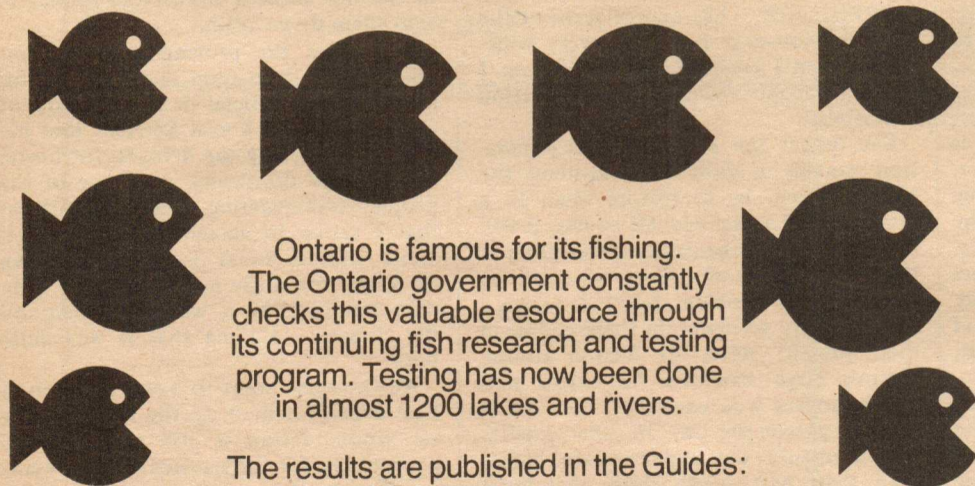 Ontario is famous for its fishing.
The Ontario government constantly
checks this valuable resource through
its continuing fish research and testing
program. Testing has now been done
in almost 1200 lakes and rivers.
The results are published in the Guides: